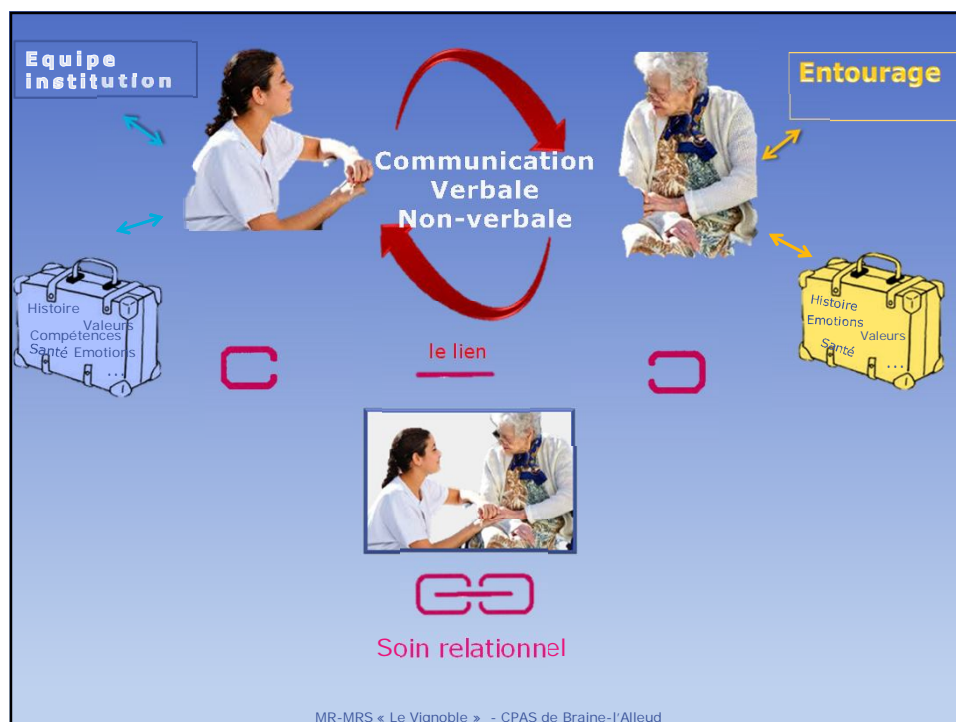 Equipe
institution
Entourage
Communication
Verbale
Non-verbale
Histoire
Valeurs
Compétences
Santé Emotions
...
Histoire
Emotions
Valeurs
Santé
...
le lien
Soin relationnel
MR-MRS « Le Vignoble » - CPAS de Braine-l'Alleud